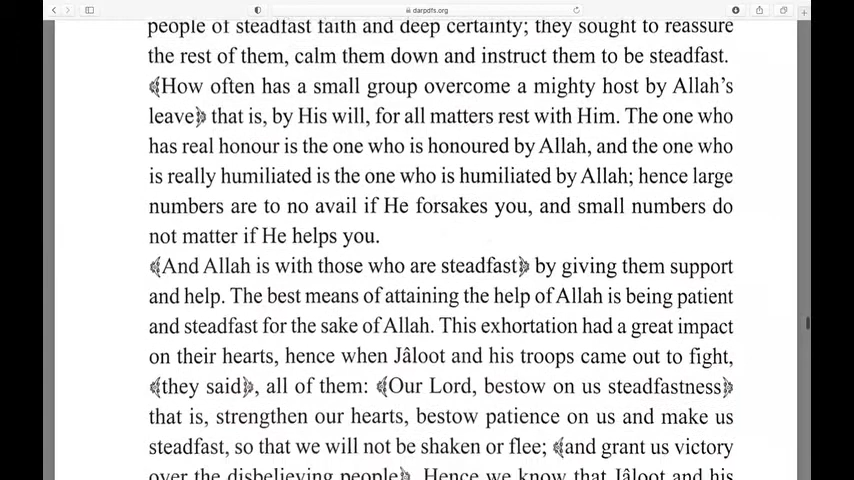 darpdfs.org
people of steadfast faith and deep certainty; they sought to reassure
the rest of them, calm them down and instruct them to be steadfast.
﴾How often has a small group overcome a mighty host by Allah’s
leave﴿ that is, by His will, for all matters rest with Him. The one who
has real honour is the one who is honoured by Allah, and the one who
is really humiliated is the one who is humiliated by Allah; hence large
numbers are to no avail if He forsakes you, and small numbers do
not matter if He helps you.
﴾And Allah is with those who are steadfast﴿ by giving them support
and help. The best means of attaining the help of Allah is being patient
and steadfast for the sake of Allah. This exhortation had a great impact
on their hearts, hence when Jâloot and his troops came out to fight,
﴾they said﴿, all of them: ﴾Our Lord, bestow on us steadfastness﴿
that is, strengthen our hearts, bestow patience on us and make us
steadfast, so that we will not be shaken or flee; ﴾and grant us victory
over the disbelieving people﴿. Hence we know that Jâloot and his